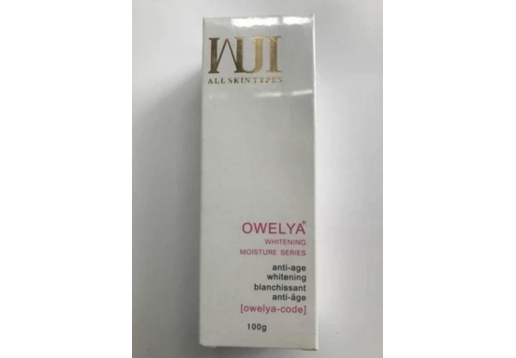 ALL SKIN TYPES
OWELYA®
WHITENING
MOISTURE SERIES
anti-age
whitening
blanchissant
anti-âge
[owelya-code]
100g